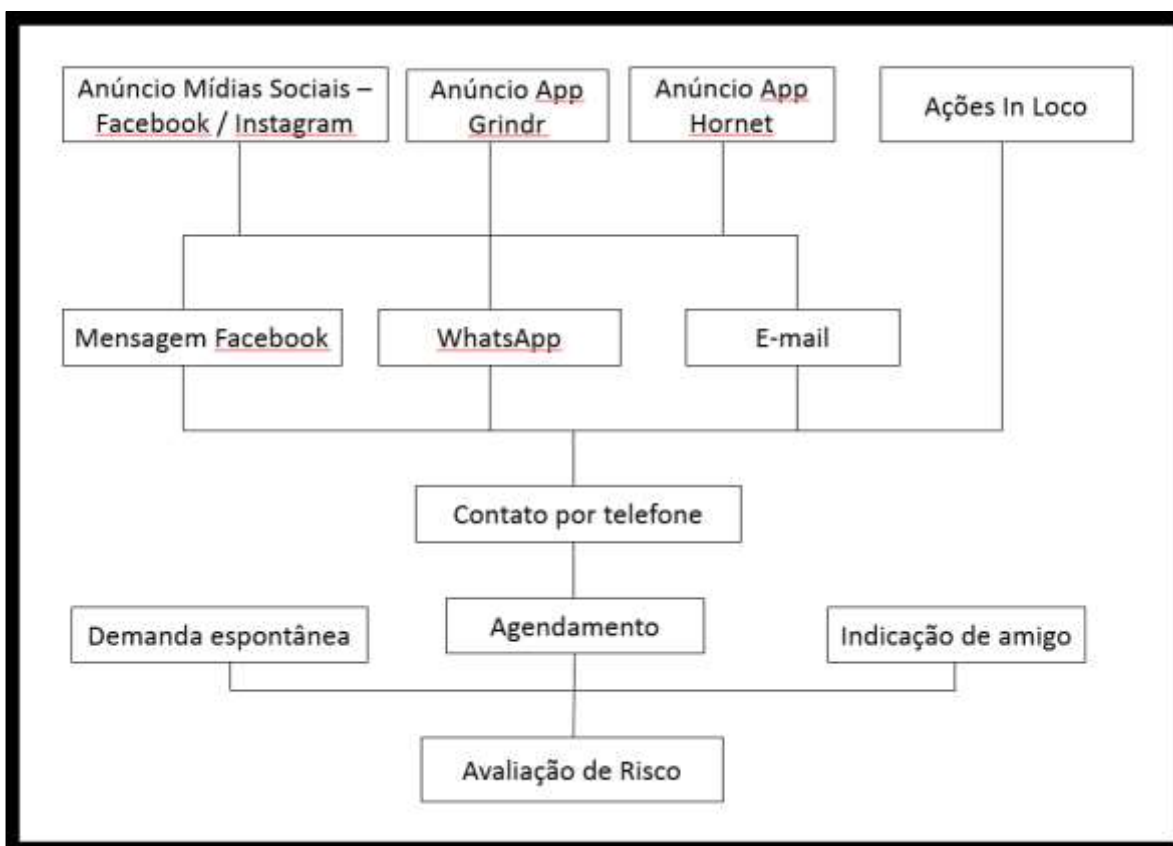 Anúncio Mídias Sociais –
Facebook / Instagram
Anúncio App
Grindr
Anúncio App
Hornet
Ações In Loco
Mensagem Facebook
WhatsApp
E-mail
Contato por telefone
Demanda espontânea
Agendamento
Indicação de amigo
Avaliação de Risco